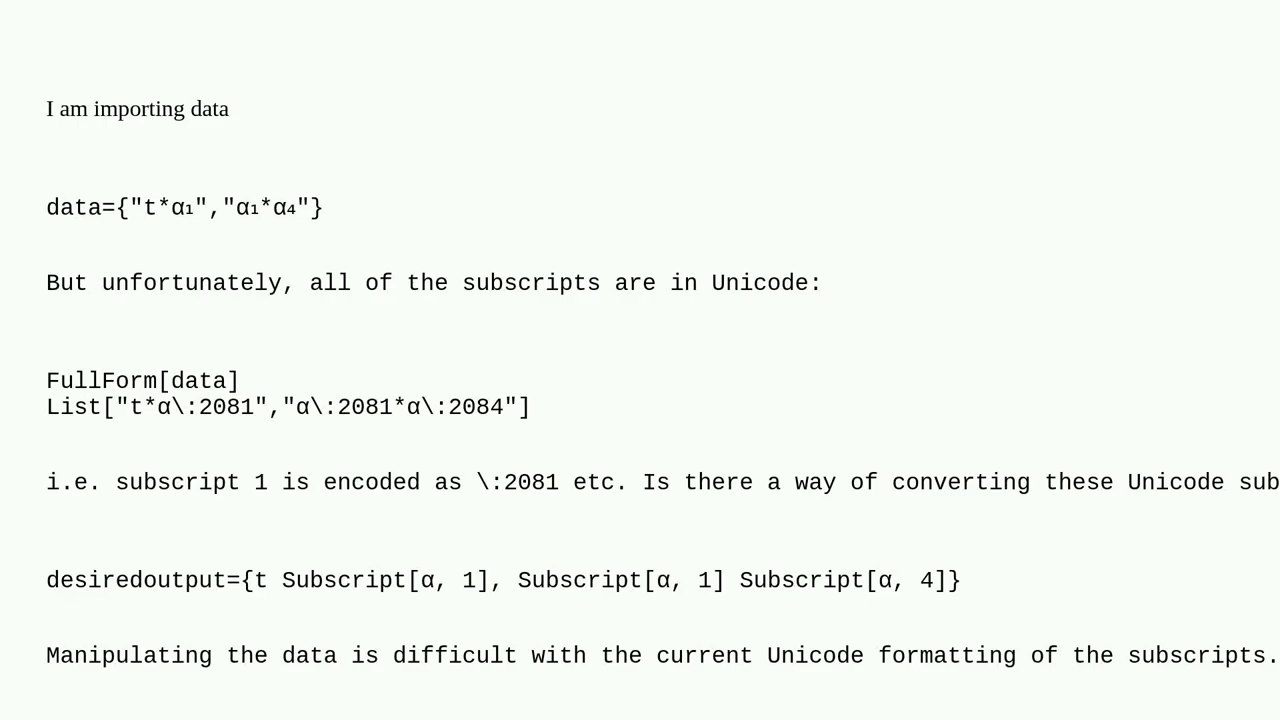 I am importing data
data={"t*α₁","α₁*α₄"}
But unfortunately, all of the subscripts are in Unicode:
FullForm[data]
List["t*α\:2081","α\:2081*α\:2084"]
i.e. subscript 1 is encoded as \:2081 etc. Is there a way of converting these Unicode sub
desiredoutput={t Subscript[α, 1], Subscript[α, 1] Subscript[α, 4]}
Manipulating the data is difficult with the current Unicode formatting of the subscripts.